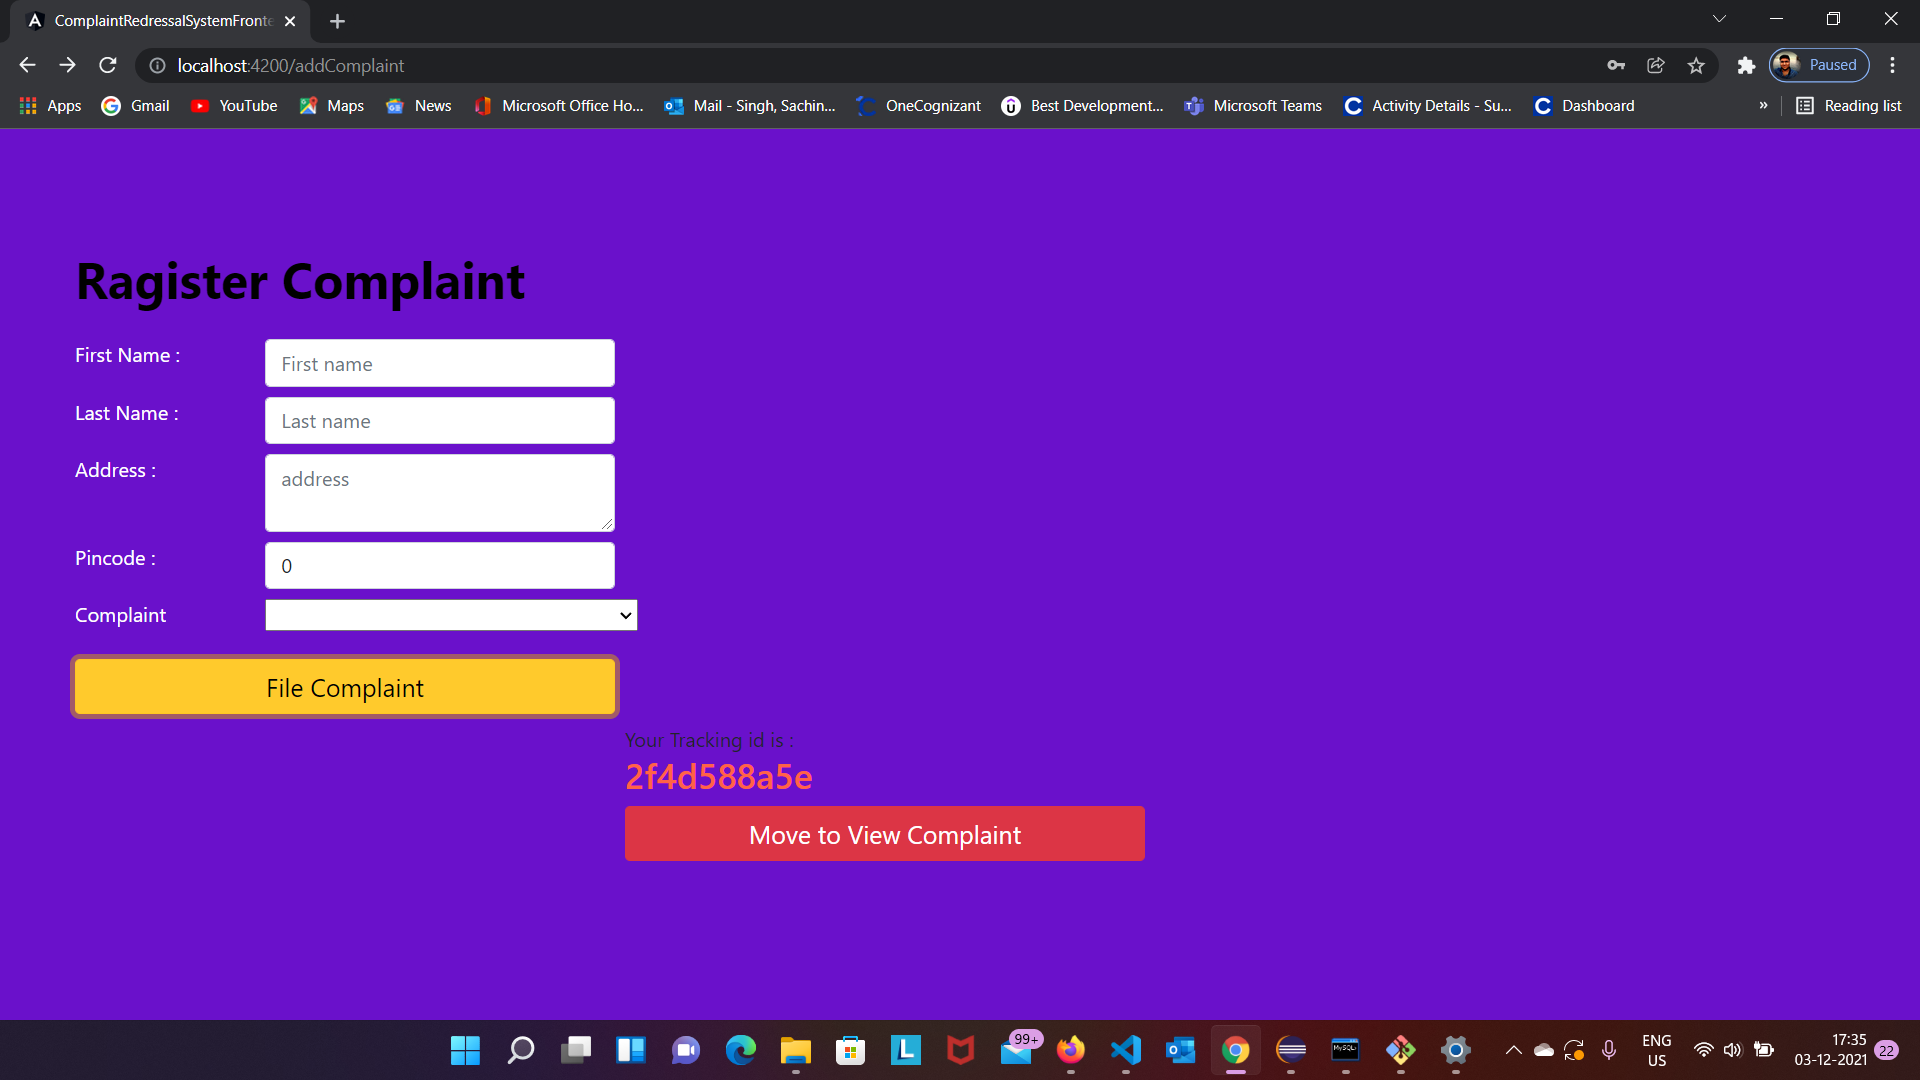 ComplaintRedressalSystemFronte
localhost:4200/addComplaint
Paused
Apps
Gmail
YouTube
Maps
News
Microsoft Office Ho...
Mail - Singh, Sachin...
OneCognizant
Best Development...
Microsoft Teams
Activity Details - Su...
Dashboard
»
Reading list
Ragister Complaint
First Name :
First name
Last Name :
Last name
Address :
address
Pincode :
0
Complaint
File Complaint
Your Tracking id is :
2f4d588a5e
Move to View Complaint
99+
MySQL
ENG
US
17:35
03-12-2021
22